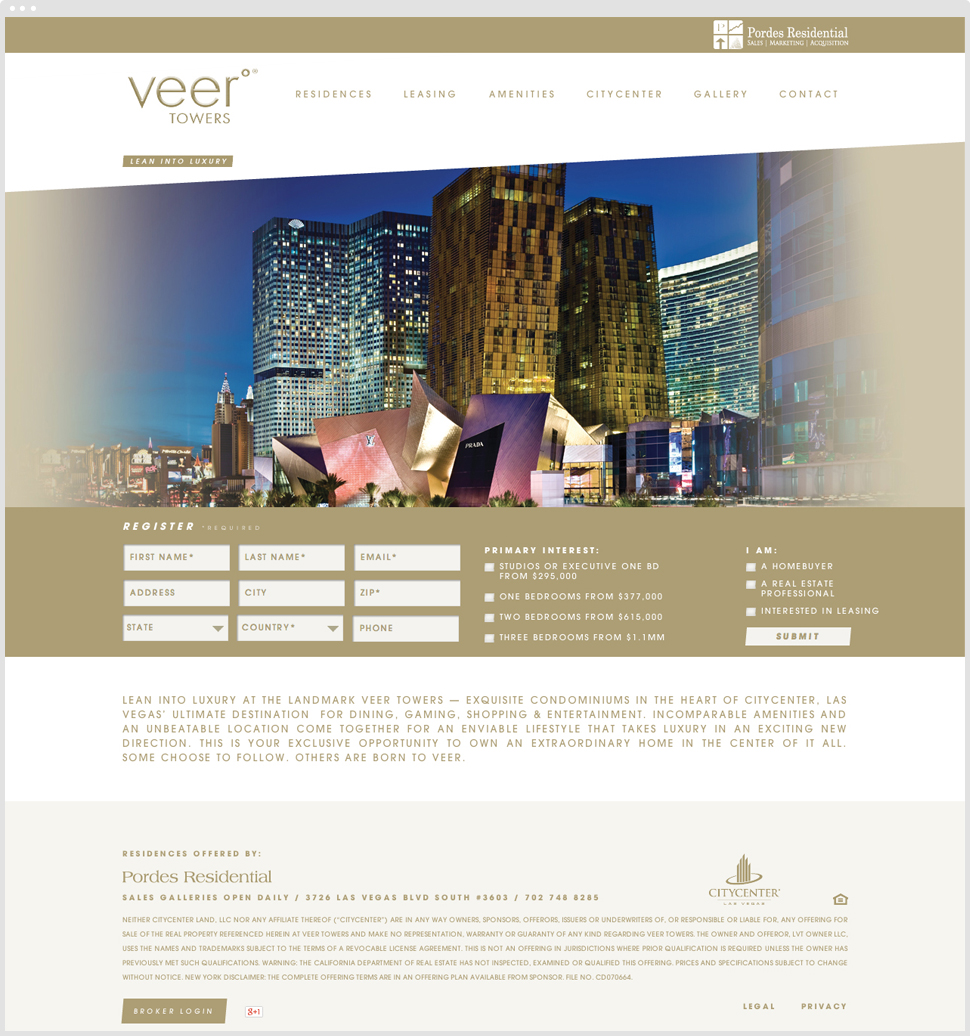 Pordes Residential
SALES | MARKETING | ACQUISITION
veer®
TOWERS
RESIDENCES LEASING AMENITIES CITYCENTER GALLERY CONTACT
LEAN INTO LUXURY
PRADA
REGISTER *REQUIRED
FIRST NAME* LAST NAME* EMAIL*
ADDRESS CITY ZIP*
STATE COUNTRY* PHONE
PRIMARY INTEREST:
STUDIOS OR EXECUTIVE ONE BD
FROM $295,000
ONE BEDROOMS FROM $377,000
TWO BEDROOMS FROM $615,000
THREE BEDROOMS FROM $1.1MM
I AM:
A HOMEBUYER
A REAL ESTATE
PROFESSIONAL
INTERESTED IN LEASING
SUBMIT
LEAN INTO LUXURY AT THE LANDMARK VEER TOWERS — EXQUISITE CONDOMINIUMS IN THE HEART OF CITYCENTER, LAS
VEGAS' ULTIMATE DESTINATION FOR DINING, GAMING, SHOPPING & ENTERTAINMENT. INCOMPARABLE AMENITIES AND
AN UNBEATABLE LOCATION COME TOGETHER FOR AN ENVIABLE LIFESTYLE THAT TAKES LUXURY IN AN EXCITING NEW
DIRECTION. THIS IS YOUR EXCLUSIVE OPPORTUNITY TO OWN AN EXTRAORDINARY HOME IN THE CENTER OF IT ALL.
SOME CHOOSE TO FOLLOW. OTHERS ARE BORN TO VEER.
RESIDENCES OFFERED BY:
Pordes Residential
SALES GALLERIES OPEN DAILY / 3726 LAS VEGAS BLVD SOUTH #3603 / 702 748 8285
CITYCENTER
LAS VEGAS
NEITHER CITYCENTER LAND, LLC NOR ANY AFFILIATE THEREOF ("CITYCENTER") ARE IN ANY WAY OWNERS, SPONSORS, OFFERORS, ISSUERS OR UNDERWRITERS OF, OR RESPONSIBLE OR LIABLE FOR, ANY OFFERING FOR
SALE OF THE REAL PROPERTY REFERENCED HEREIN AT VEER TOWERS AND MAKE NO REPRESENTATION, WARRANTY OR GUARANTY OF ANY KIND REGARDING VEER TOWERS. THE OWNER AND OFFEROR, LVT OWNER LLC,
USES THE NAMES AND TRADEMARKS SUBJECT TO THE TERMS OF A REVOCABLE LICENSE AGREEMENT. THIS IS NOT AN OFFERING IN JURISDICTIONS WHERE PRIOR QUALIFICATION IS REQUIRED UNLESS THE OWNER HAS
PREVIOUSLY MET SUCH QUALIFICATIONS. WARNING: THE CALIFORNIA DEPARTMENT OF REAL ESTATE HAS NOT INSPECTED, EXAMINED OR QUALIFIED THIS OFFERING. PRICES AND SPECIFICATIONS SUBJECT TO CHANGE
WITHOUT NOTICE. NEW YORK DISCLAIMER: THE COMPLETE OFFERING TERMS ARE IN AN OFFERING PLAN AVAILABLE FROM SPONSOR. FILE NO. CD070664.
BROKER LOGIN g+1 LEGAL PRIVACY